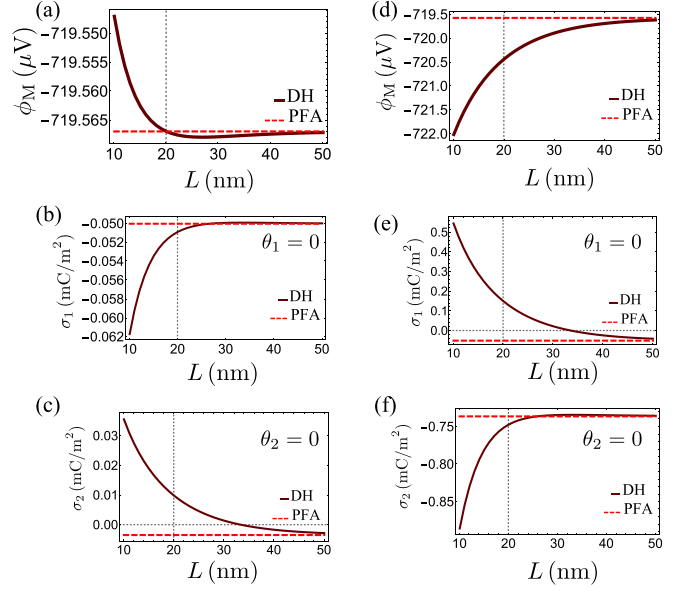 (a)
−719.550
−719.555
−719.560
−719.565
ϕM (μV)
DH
PFA
10 20 30 40 50
L (nm)
(d)
−719.5
−720.0
−720.5
−721.0
−721.5
−722.0
ϕM (μV)
DH
PFA
10 20 30 40 50
L (nm)
(b)
−0.050
−0.052
−0.054
−0.056
−0.058
−0.060
−0.062
σ1 (mC/m²)
θ1 = 0
DH
PFA
10 20 30 40 50
L (nm)
(e)
0.5
0.4
0.3
0.2
0.1
0.0
σ1 (mC/m²)
θ1 = 0
DH
PFA
10 20 30 40 50
L (nm)
(c)
0.03
0.02
0.01
0.00
σ2 (mC/m²)
θ2 = 0
DH
PFA
10 20 30 40 50
L (nm)
(f)
−0.75
−0.80
−0.85
σ2 (mC/m²)
θ2 = 0
DH
PFA
10 20 30 40 50
L (nm)